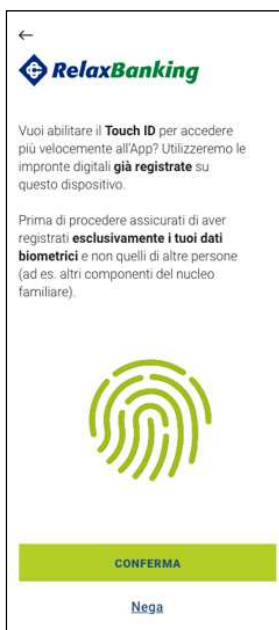 RelaxBanking
Vuoi abilitare il Touch ID per accedere
più velocemente all'App? Utilizzeremo le
impronte digitali già registrate su
questo dispositivo.
Prima di procedere assicurati di aver
registrati esclusivamente i tuoi dati
biometrici e non quelli di altre persone
(ad es. altri componenti del nucleo
familiare).
CONFERMA
Nega